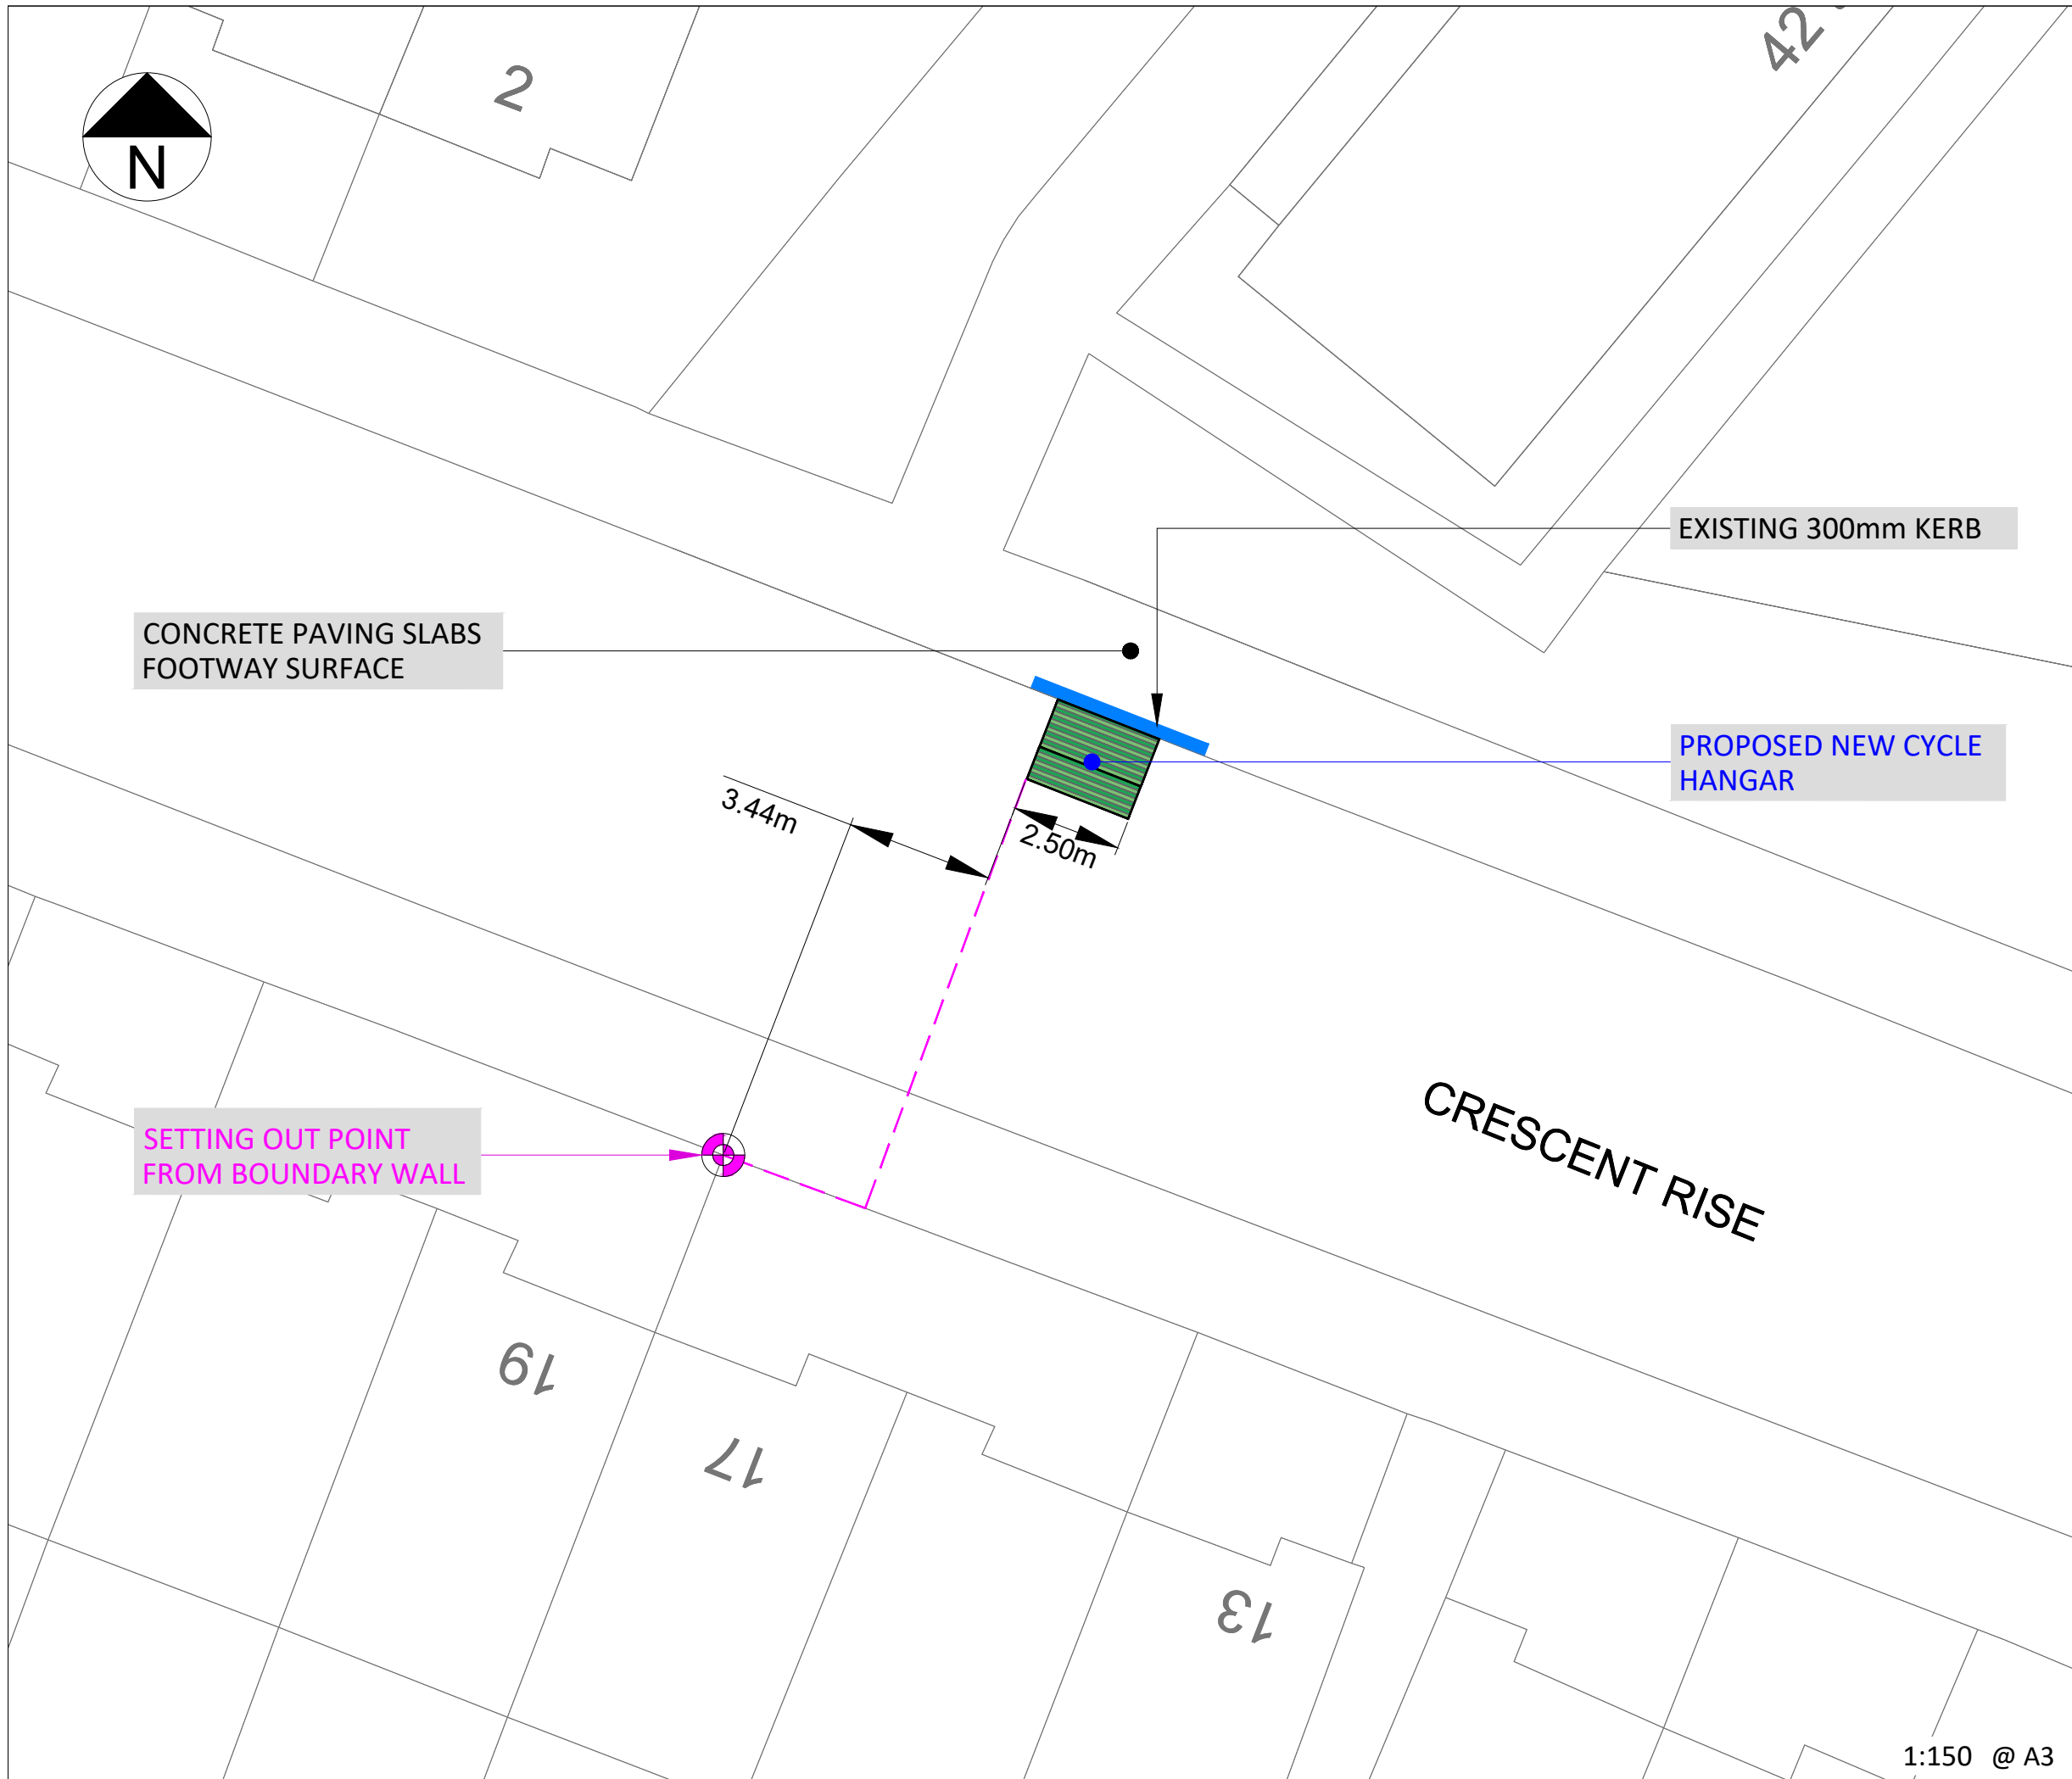 2
42
N
EXISTING 300mm KERB
CONCRETE PAVING SLABS
FOOTWAY SURFACE
PROPOSED NEW CYCLE
HANGAR
3.44m
2.50m
CRESCENT RISE
SETTING OUT POINT
FROM BOUNDARY WALL
19
17
13
1:150 @ A3